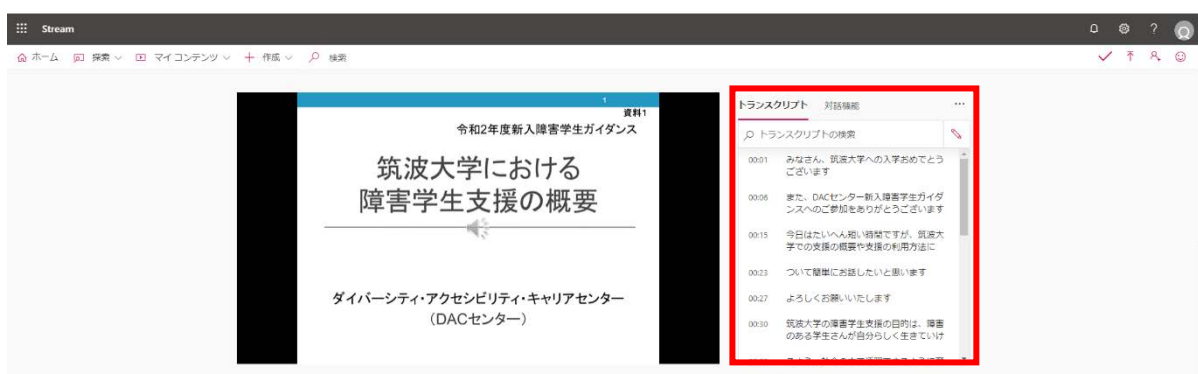 Stream
?
ホーム 探索 マイ コンテンツ 作成 検索
1
資料1
令和2年度新入障害学生ガイダンス
筑波大学における
障害学生支援の概要
ダイバーシティ・アクセシビリティ・キャリアセンター
(DACセンター)
トランスクリプト 対話機能 ...
トランスクリプトの検索
00:01 みなさん、筑波大学への入学おめでとう
ございます
00:06 また、DACセンター新入障害学生ガイダ
ンスへのご参加をありがとうございます
00:15 今日はたいへん短い時間ですが、筑波大
学での支援の概要や支援の利用方法に
00:23 ついて簡単にお話したいと思います
00:27 よろしくお願いいたします
00:30 筑波大学の障害学生支援の目的は、障害
のある学生さんが自分らしく生きていけ